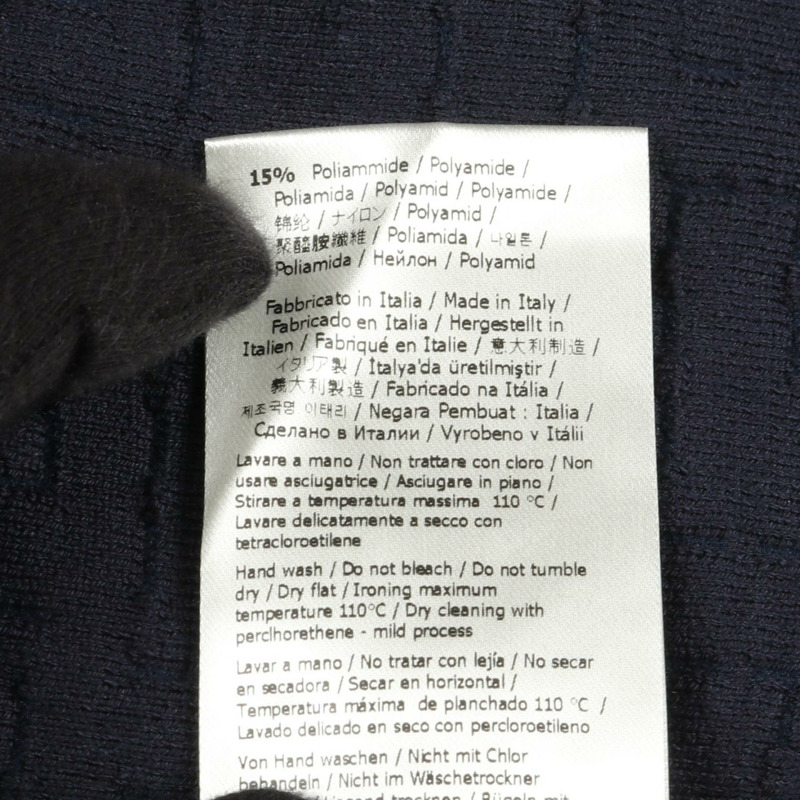 15% Poliammide / Polyamide /
Poliamida / Polyamid / Polyamide /
锦纶 / ナイロン / Polyamid /
聚醯胺纖維 / Poliamida / 나일론 /
Poliamida / Нейлон / Polyamid
Fabbricato in Italia / Made in Italy /
Fabricado en Italia / Hergestellt in
Italien / Fabriqué en Italie / 意大利制造 /
イタリア製 / İtalya'da üretilmiştir /
義大利製造 / Fabricado na Itália /
제조국명 이태리 / Negara Pembuat : Italia /
Сделано в Италии / Vyrobeno v Itálii
Lavare a mano / Non trattare con cloro / Non
usare asciugatrice / Asciugare in piano /
Stirare a temperatura massima 110 °C /
Lavare delicatamente a secco con
tetracloroetilene
Hand wash / Do not bleach / Do not tumble
dry / Dry flat / Ironing maximum
temperature 110°C / Dry cleaning with
perclhorethene - mild process
Lavar a mano / No tratar con lejía / No secar
en secadora / Secar en horizontal /
Temperatura máxima de planchado 110 °C /
Lavado delicado en seco con percloroetileno
Von Hand waschen / Nicht mit Chlor
behandeln / Nicht im Wäschetrockner
trocknen / Bügeln mit